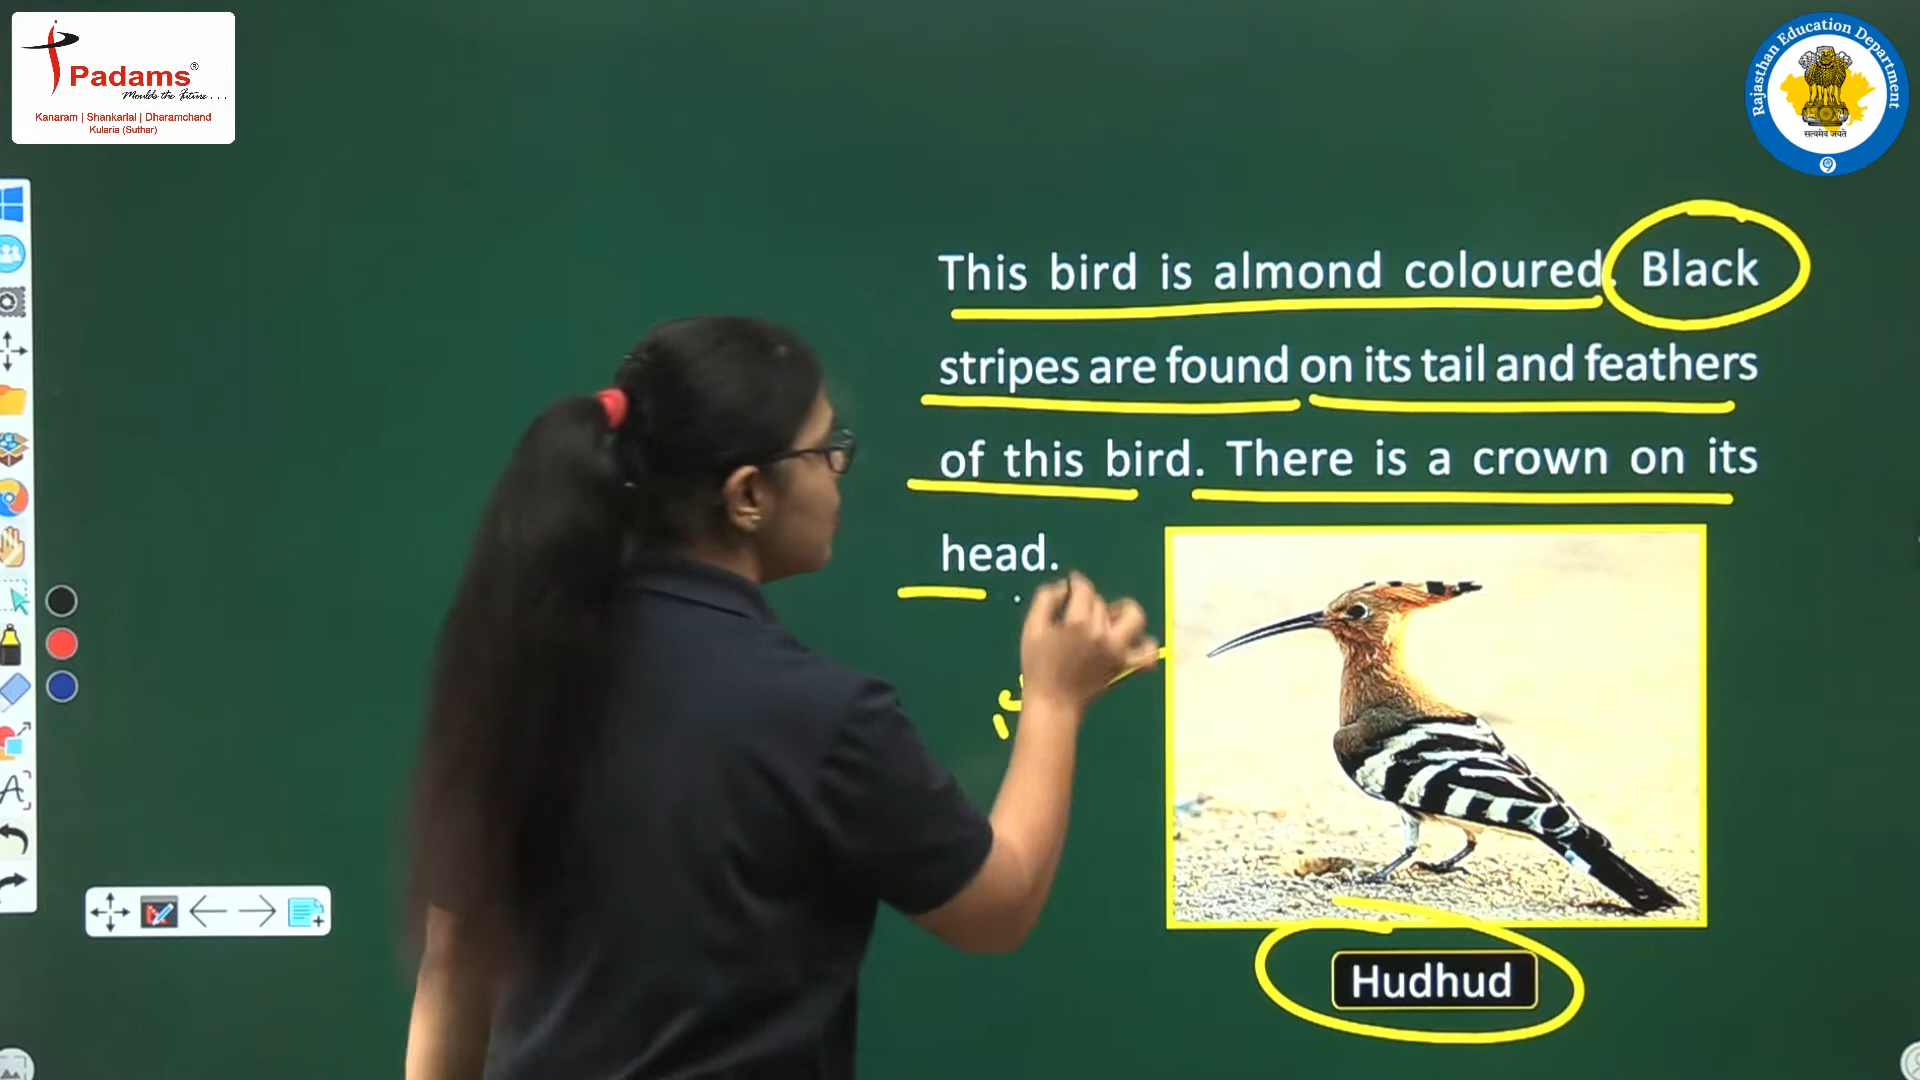 Padams®
Moulds the Future...
Kanaram | Shankarlal | Dharamchand
Kularia (Suthar)
Rajasthan Education Department
सत्यमेव जयते
This bird is almond coloured. Black
stripes are found on its tail and feathers
of this bird. There is a crown on its
head.
Hudhud